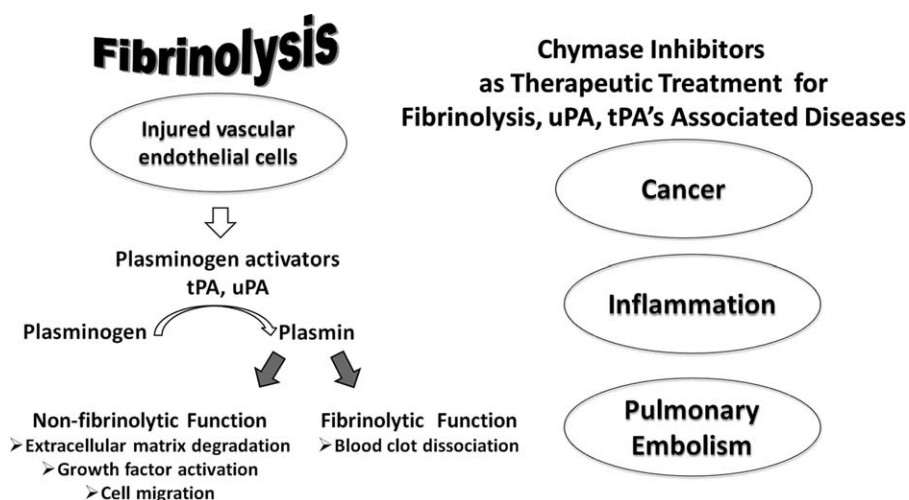 Fibrinolysis
Injured vascular
endothelial cells
Plasminogen activators
tPA, uPA
Plasminogen
Plasmin
Non-fibrinolytic Function
➢Extracellular matrix degradation
➢Growth factor activation
➢Cell migration
Fibrinolytic Function
➢Blood clot dissociation
Chymase Inhibitors
as Therapeutic Treatment for
Fibrinolysis, uPA, tPA's Associated Diseases
Cancer
Inflammation
Pulmonary
Embolism